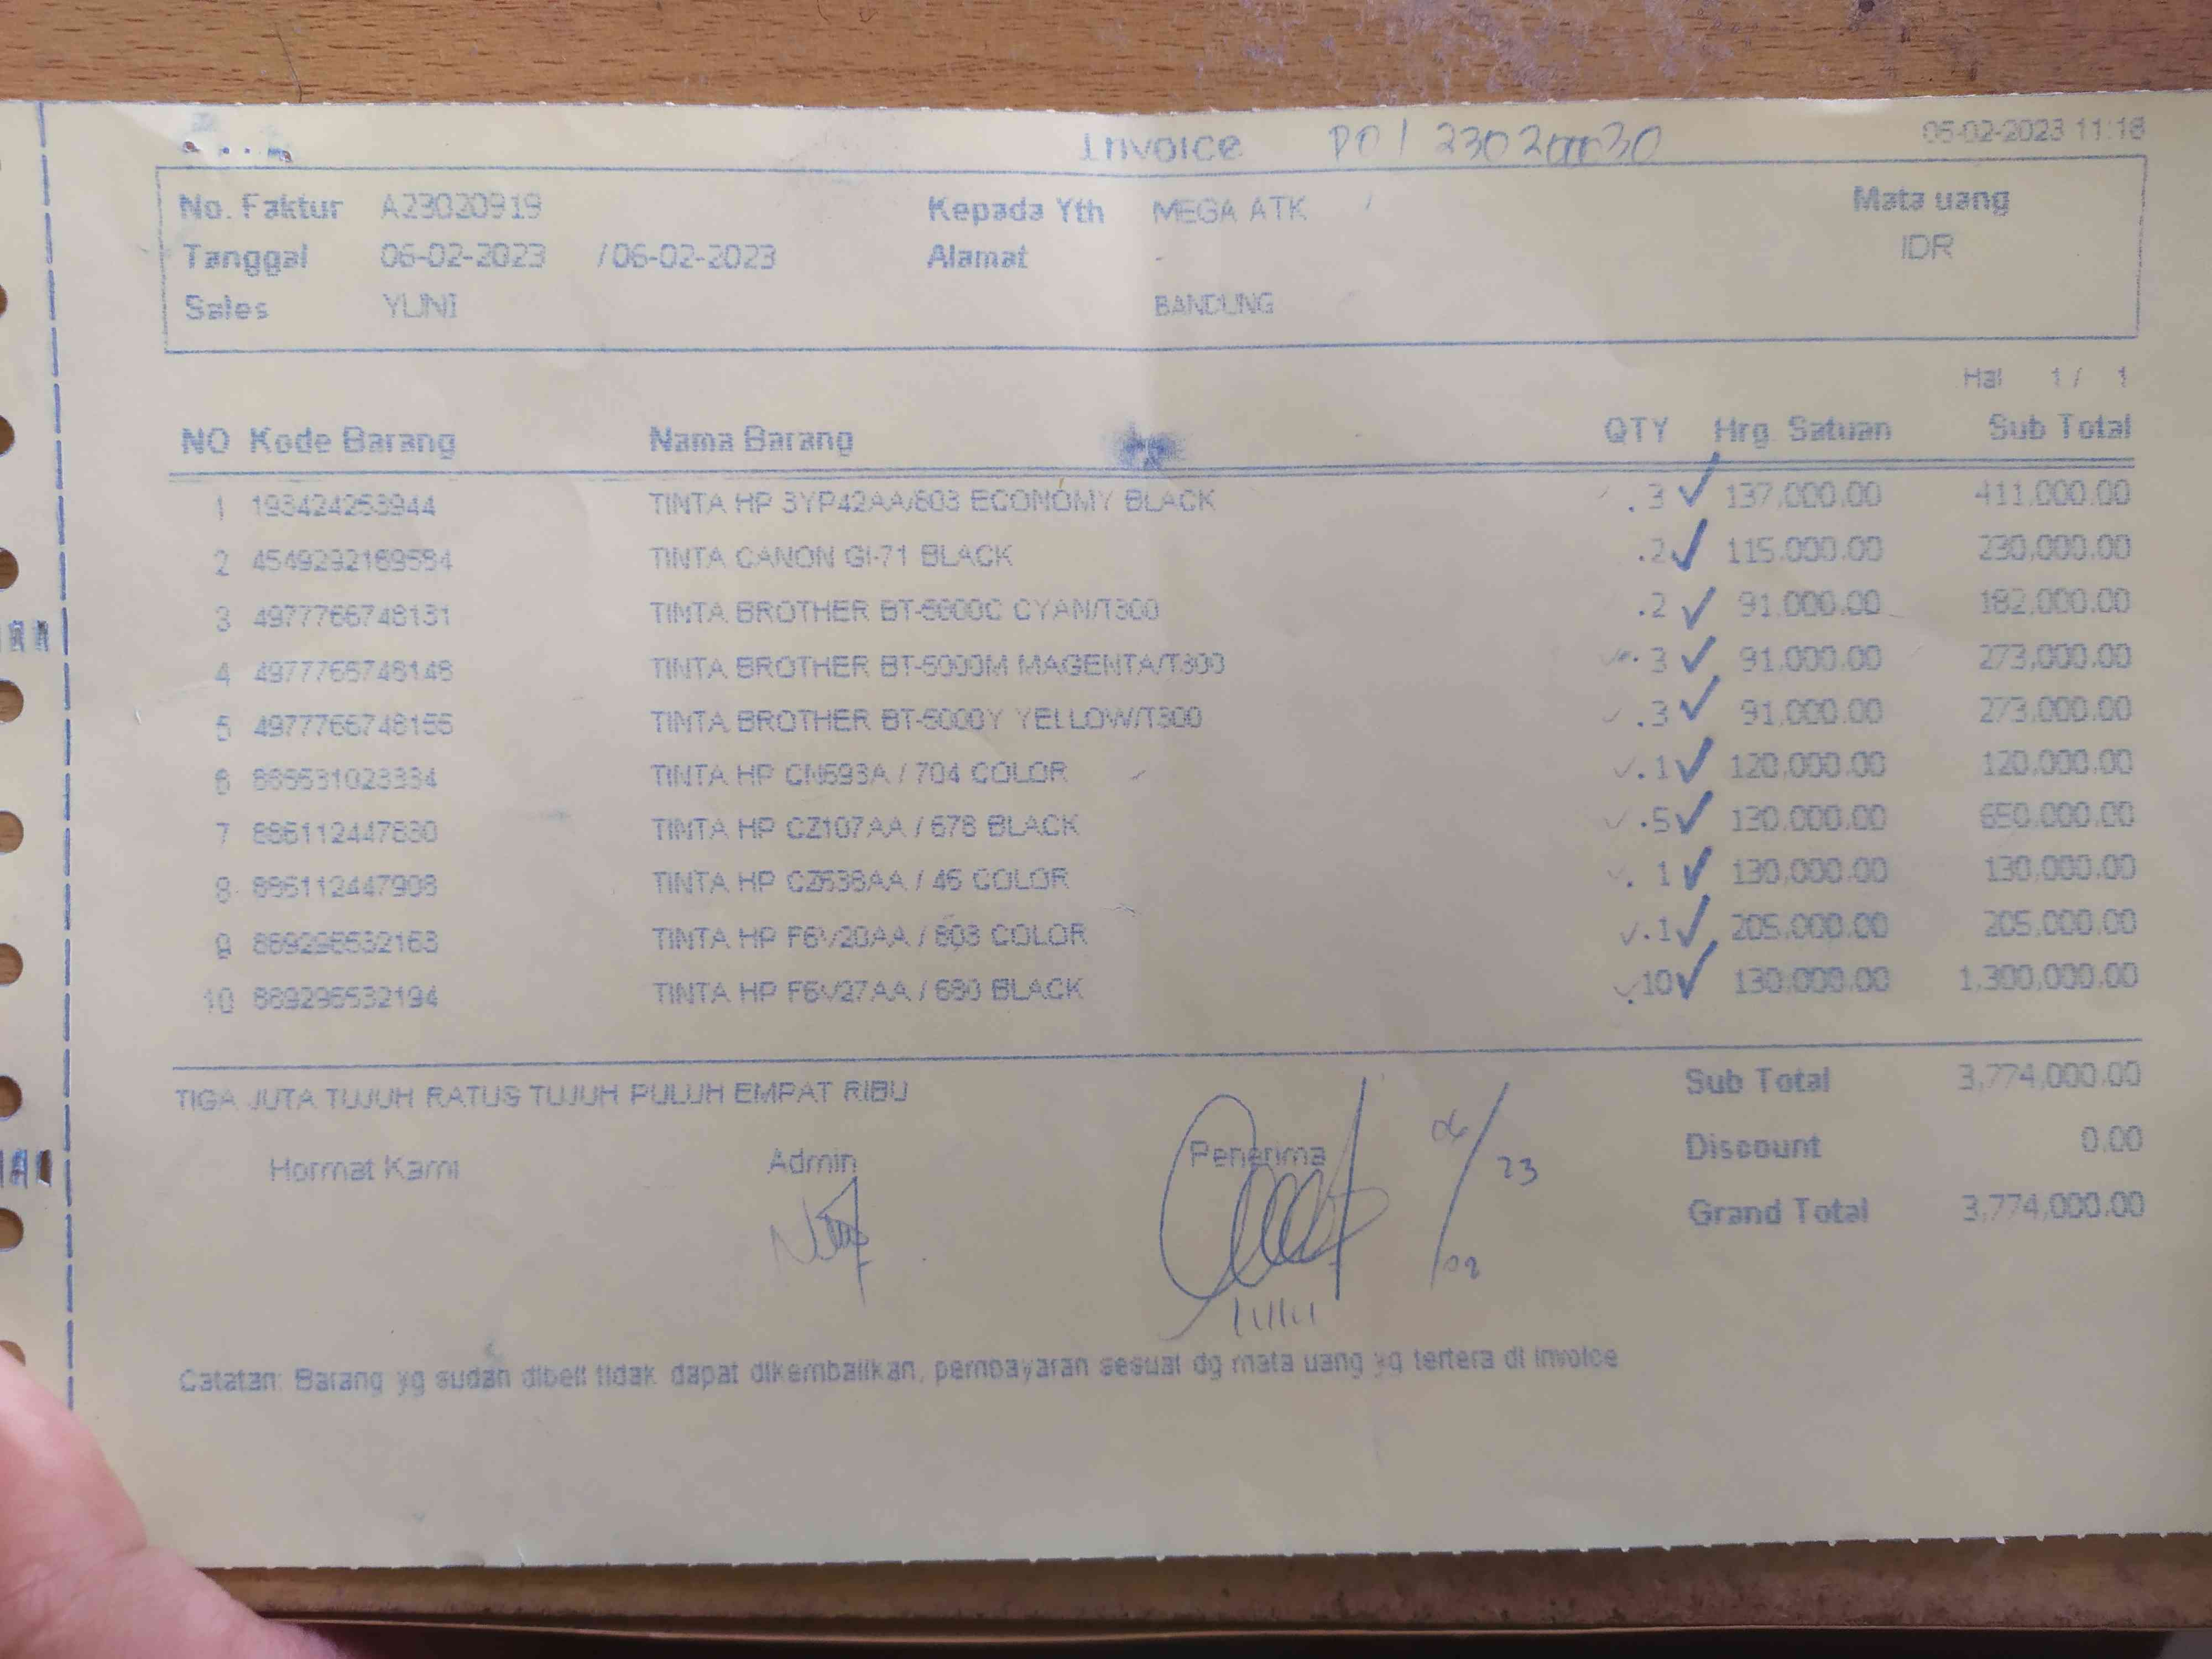 Invoice PO / 2302000030 06-02-2023 11:16
No. Faktur A23020919 Kepada Yth MEGA ATK Mata uang
Tanggal 06-02-2023 / 06-02-2023 Alamat - IDR
Sales YUNI BANDUNG
Hal 1 / 1
NO Kode Barang Nama Barang QTY Hrg. Satuan Sub Total
1 193424253944 TINTA HP 3YP42AA/803 ECONOMY BLACK 3 137,000.00 411,000.00
2 4549292169584 TINTA CANON GI-71 BLACK 2 115,000.00 230,000.00
3 4977766748131 TINTA BROTHER BT-5000C CYAN/T300 2 91,000.00 182,000.00
4 4977766748148 TINTA BROTHER BT-5000M MAGENTA/T300 3 91,000.00 273,000.00
5 4977766748155 TINTA BROTHER BT-5000Y YELLOW/T300 3 91,000.00 273,000.00
6 TINTA HP CN693A / 704 COLOR 1 120,000.00 120,000.00
7 TINTA HP CZ107AA / 678 BLACK 5 130,000.00 650,000.00
8 886112447908 TINTA HP / 46 COLOR 1 130,000.00 130,000.00
9 889296532163 TINTA HP F6V20AA / 803 COLOR 1 205,000.00 205,000.00
10 889296532194 TINTA HP F6V27AA / 680 BLACK 10 130,000.00 1,300,000.00
TIGA JUTA TUJUH RATUS TUJUH PULUH EMPAT RIBU Sub Total 3,774,000.00
Hormat Kami Admin Penerima 06/02 23 Discount 0.00
Grand Total 3,774,000.00
Catatan: Barang yg sudah dibeli tidak dapat dikembalikan, pembayaran sesuai dg mata uang yg tertera di invoice